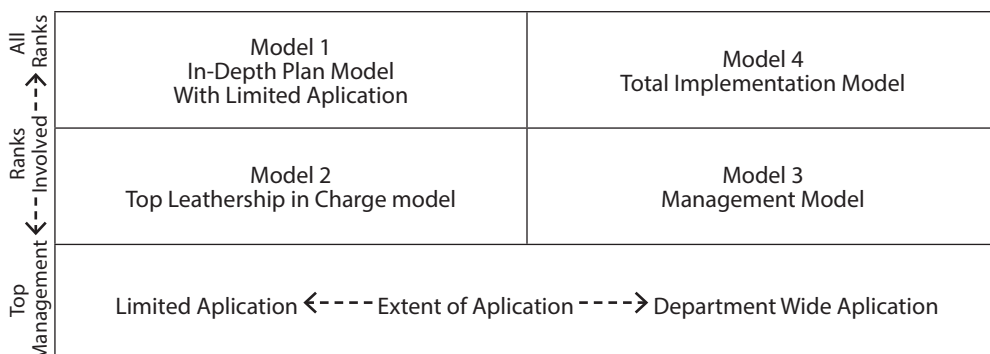 All
Ranks
Ranks
Involved
Top
Management
Model 1
In-Depth Plan Model
With Limited Aplication
Model 4
Total Implementation Model
Model 2
Top Leathership in Charge model
Model 3
Management Model
Limited Aplication
Extent of Aplication
Department Wide Aplication